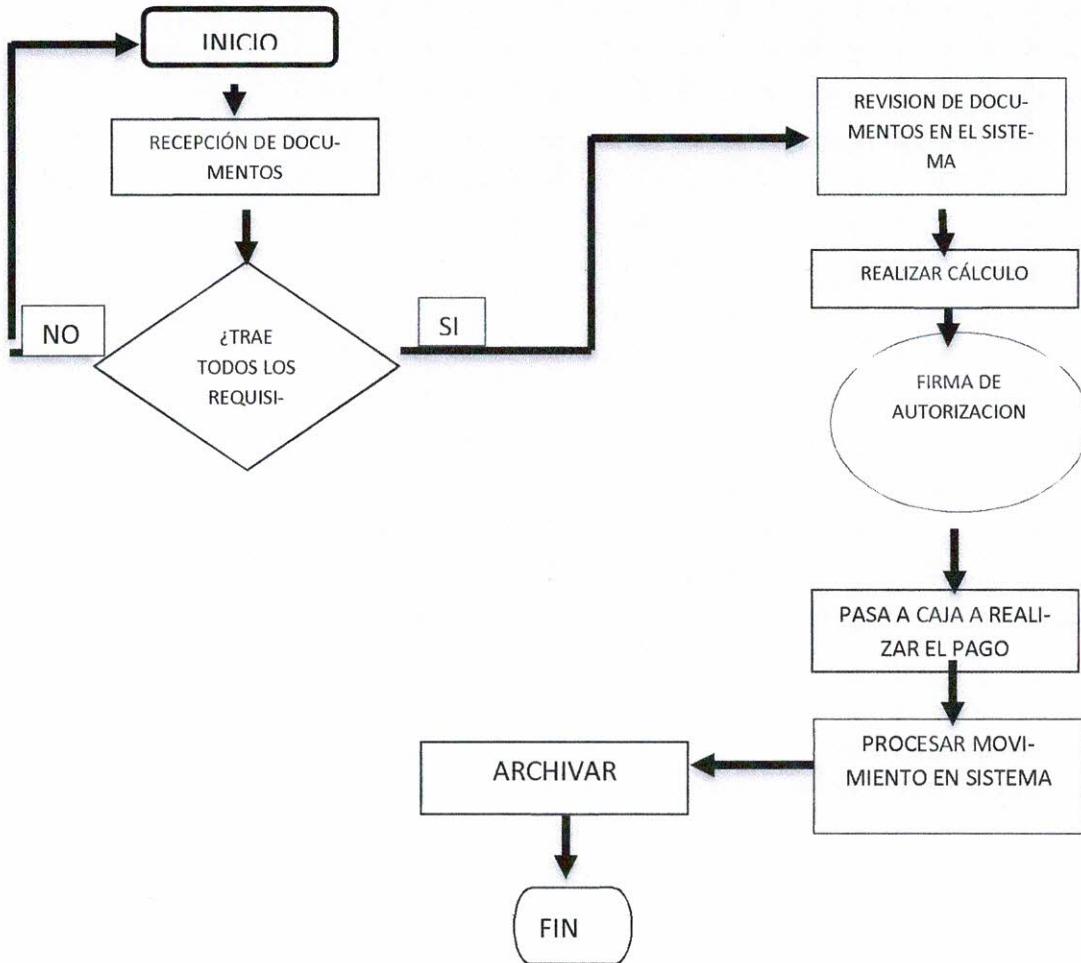 INICIO
RECEPCIÓN DE DOCU-
MENTOS
¿TRAE
TODOS LOS
REQUISI-
NO
SI
REVISION DE DOCU-
MENTOS EN EL SISTE-
MA
REALIZAR CÁLCULO
FIRMA DE
AUTORIZACION
PASA A CAJA A REALI-
ZAR EL PAGO
PROCESAR MOVI-
MIENTO EN SISTEMA
ARCHIVAR
FIN